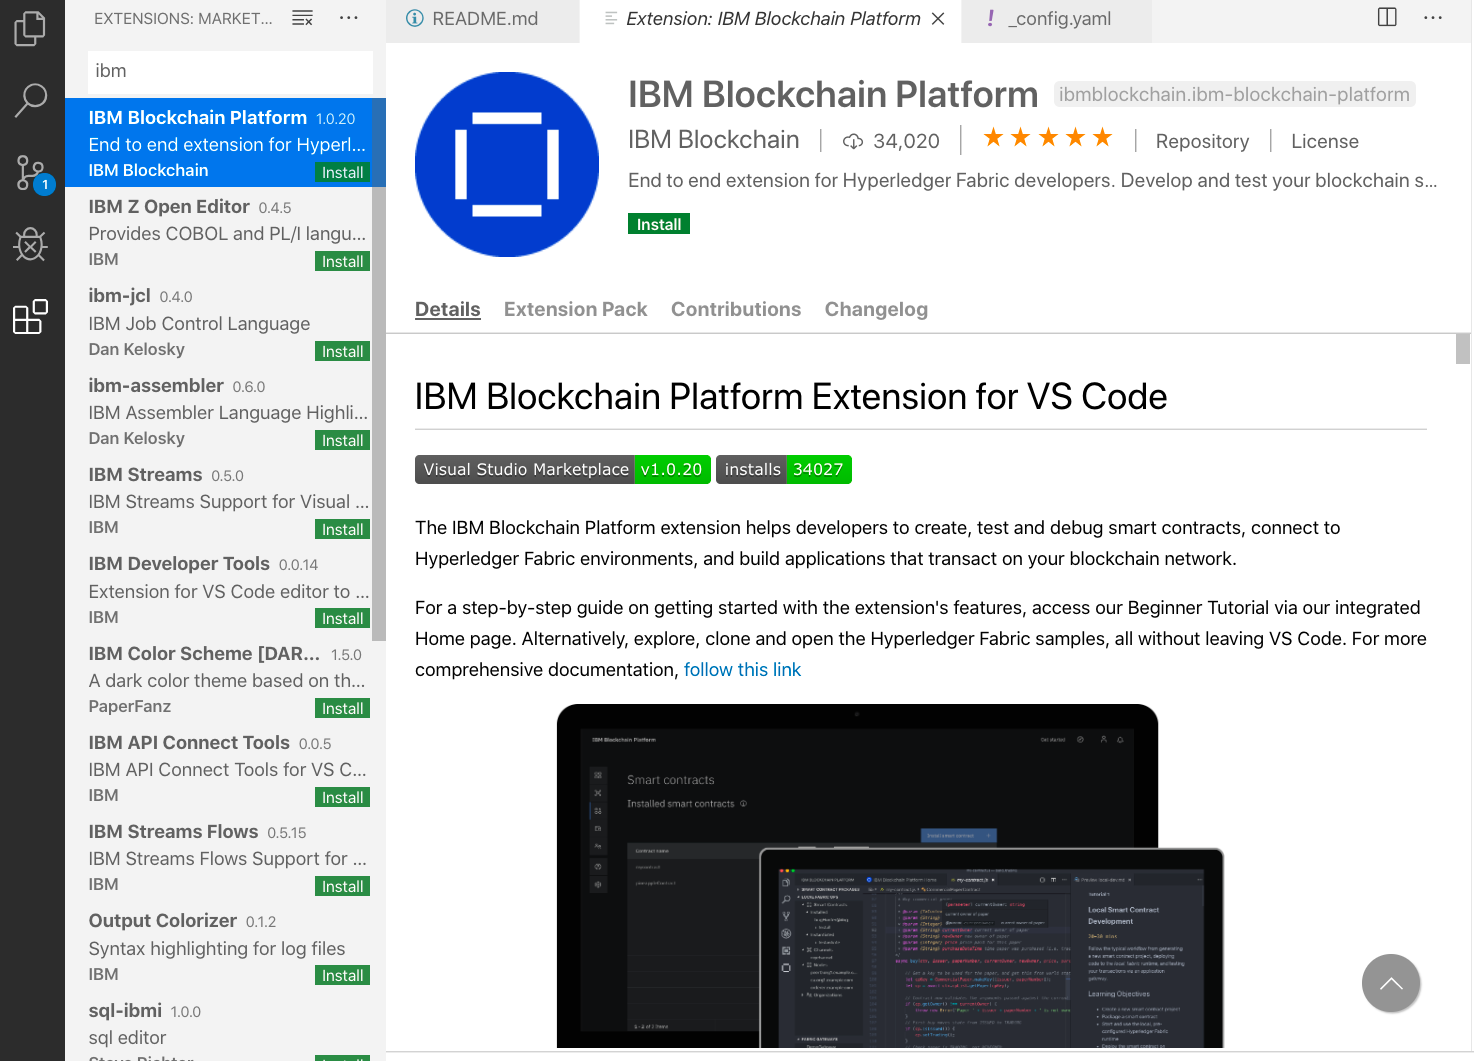 EXTENSIONS: MARKET...
ibm
IBM Blockchain Platform 1.0.20
End to end extension for Hyperl...
IBM Blockchain Install
IBM Z Open Editor 0.4.5
Provides COBOL and PL/I langu...
IBM Install
ibm-jcl 0.4.0
IBM Job Control Language
Dan Kelosky Install
ibm-assembler 0.6.0
IBM Assembler Language Highli...
Dan Kelosky Install
IBM Streams 0.5.0
IBM Streams Support for Visual ...
IBM Install
IBM Developer Tools 0.0.14
Extension for VS Code editor to ...
IBM Install
IBM Color Scheme [DAR... 1.5.0
A dark color theme based on th...
PaperFanz Install
IBM API Connect Tools 0.0.5
IBM API Connect Tools for VS C...
IBM Install
IBM Streams Flows 0.5.15
IBM Streams Flows Support for ...
IBM Install
Output Colorizer 0.1.2
Syntax highlighting for log files
IBM Install
sql-ibmi 1.0.0
sql editor
1
README.md
Extension: IBM Blockchain Platform
! _config.yaml
IBM Blockchain Platform ibmblockchain.ibm-blockchain-platform
IBM Blockchain | 34,020 | ★★★★★ | Repository | License
End to end extension for Hyperledger Fabric developers. Develop and test your blockchain s...
Install
Details Extension Pack Contributions Changelog
IBM Blockchain Platform Extension for VS Code
Visual Studio Marketplace v1.0.20 installs 34027
The IBM Blockchain Platform extension helps developers to create, test and debug smart contracts, connect to
Hyperledger Fabric environments, and build applications that transact on your blockchain network.
For a step-by-step guide on getting started with the extension's features, access our Beginner Tutorial via our integrated
Home page. Alternatively, explore, clone and open the Hyperledger Fabric samples, all without leaving VS Code. For more
comprehensive documentation, follow this link
IBM Blockchain Platform
Get started
Smart contracts
Installed smart contracts
Install smart contract
Contract name
Local Smart Contract
Development
Learning Objectives